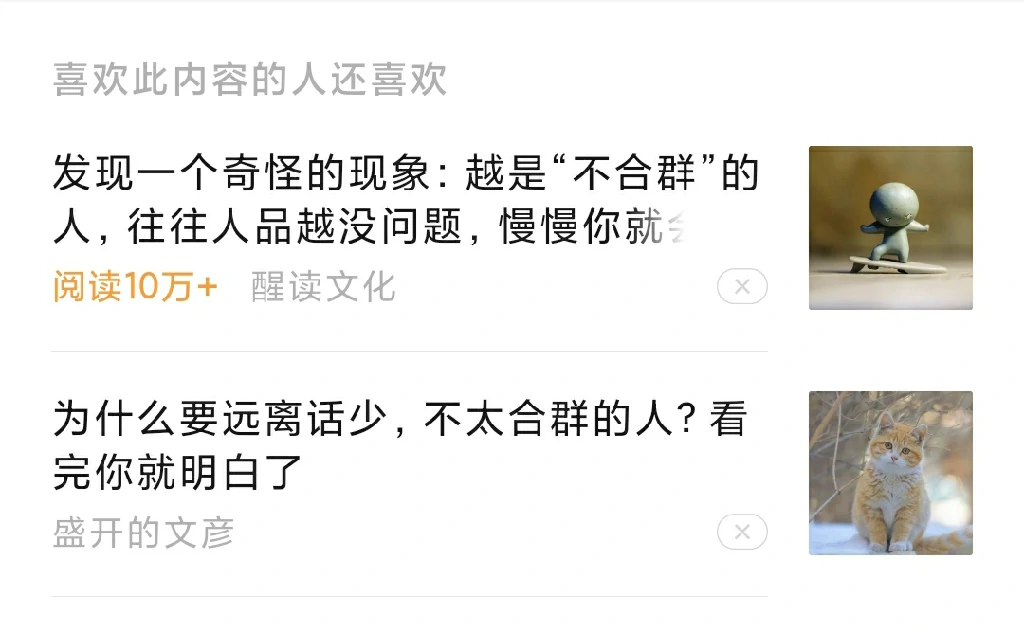 喜欢此内容的人还喜欢
发现一个奇怪的现象：越是“不合群”的
人，往往人品越没问题，慢慢你就
阅读10万+ 醒读文化
为什么要远离话少，不太合群的人？看
完你就明白了
盛开的文彦